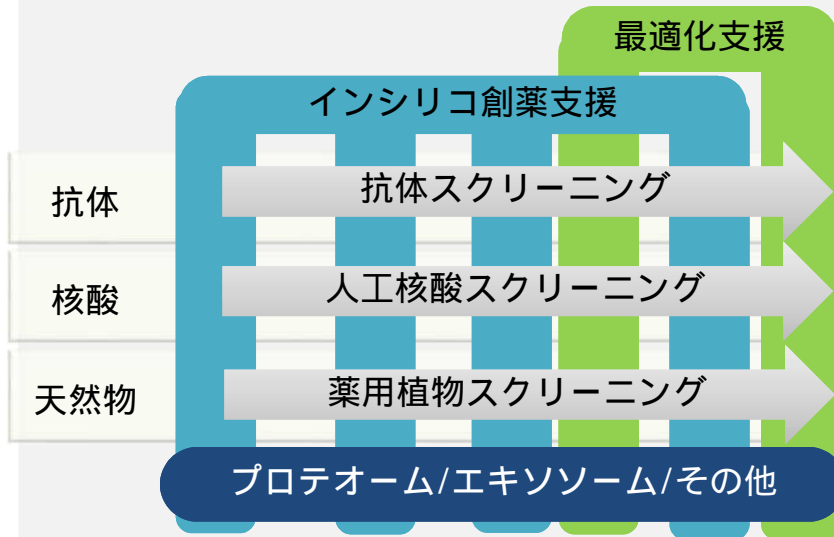 最適化支援
インシリコ創薬支援
抗体
抗体スクリーニング
核酸
人工核酸スクリーニング
天然物
薬用植物スクリーニング
プロテオーム/エキソソーム/その他